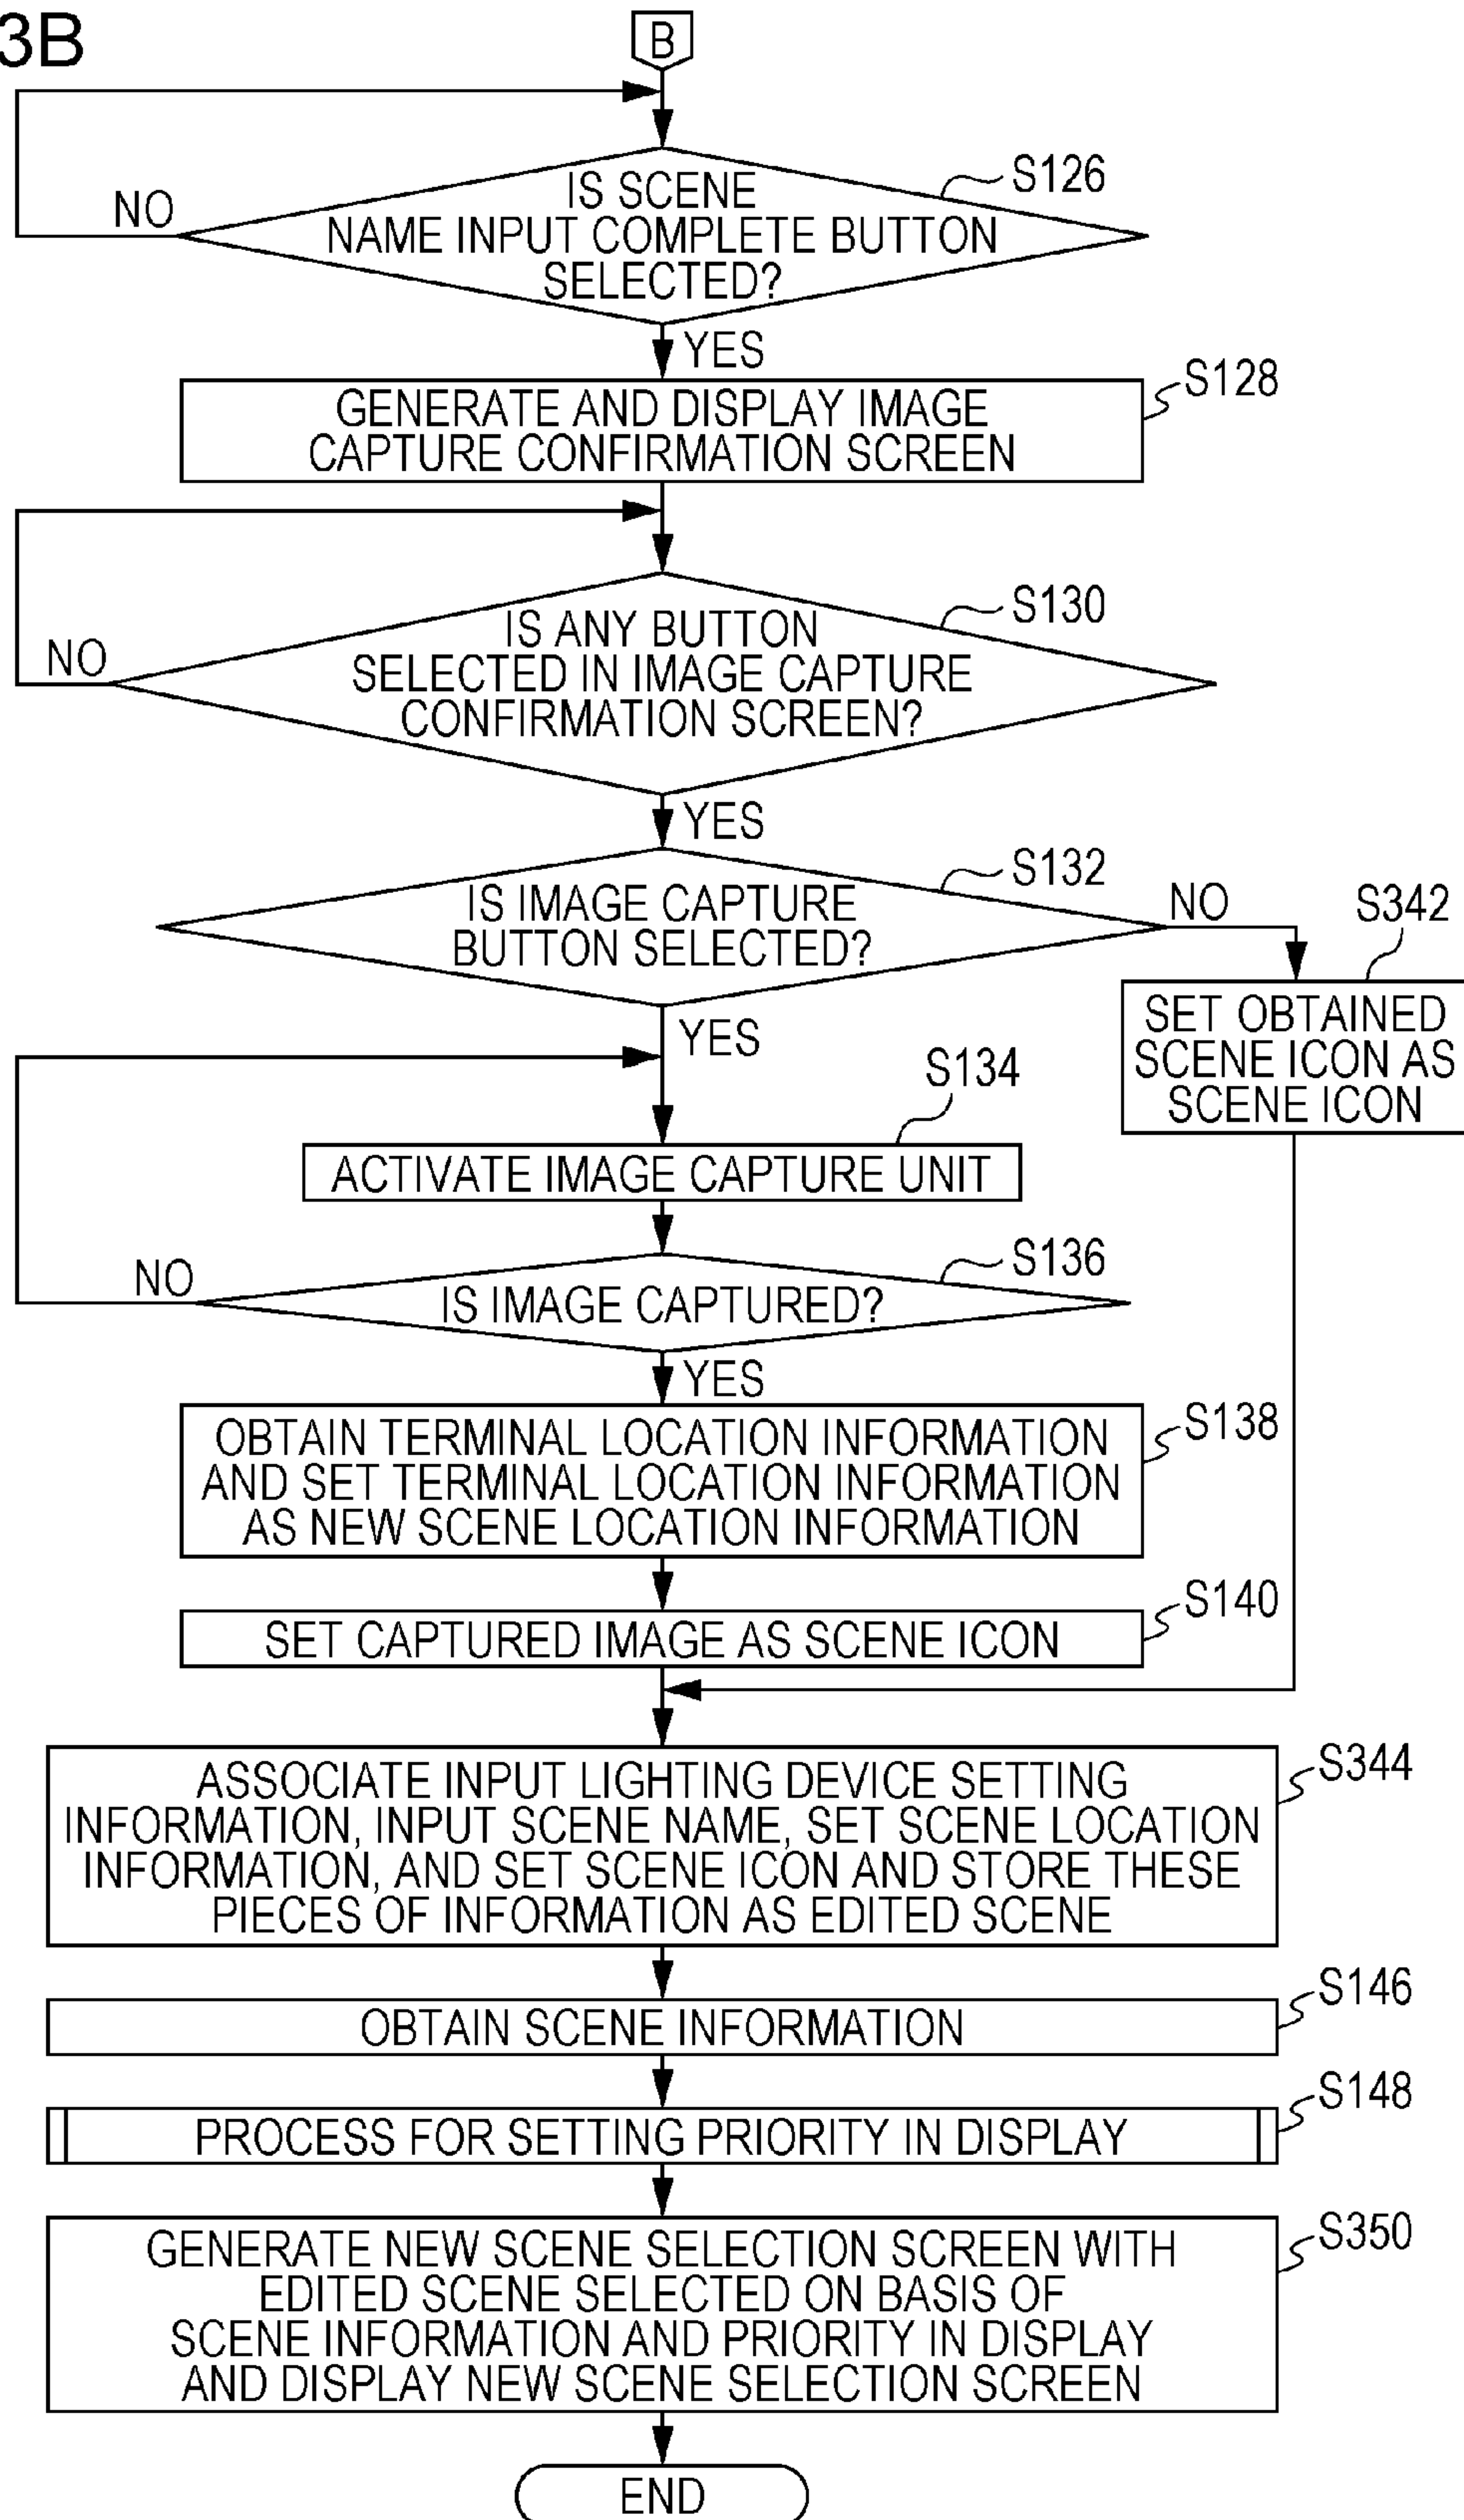 3B
B
S126
IS SCENE
NAME INPUT COMPLETE BUTTON
SELECTED?
NO
YES
S128
GENERATE AND DISPLAY IMAGE
CAPTURE CONFIRMATION SCREEN
S130
IS ANY BUTTON
SELECTED IN IMAGE CAPTURE
CONFIRMATION SCREEN?
NO
YES
S132
IS IMAGE CAPTURE
BUTTON SELECTED?
NO
YES
S342
SET OBTAINED
SCENE ICON AS
SCENE ICON
S134
ACTIVATE IMAGE CAPTURE UNIT
S136
IS IMAGE CAPTURED?
NO
YES
S138
OBTAIN TERMINAL LOCATION INFORMATION
AND SET TERMINAL LOCATION INFORMATION
AS NEW SCENE LOCATION INFORMATION
S140
SET CAPTURED IMAGE AS SCENE ICON
S344
ASSOCIATE INPUT LIGHTING DEVICE SETTING
INFORMATION, INPUT SCENE NAME, SET SCENE LOCATION
INFORMATION, AND SET SCENE ICON AND STORE THESE
PIECES OF INFORMATION AS EDITED SCENE
S146
OBTAIN SCENE INFORMATION
S148
PROCESS FOR SETTING PRIORITY IN DISPLAY
S350
GENERATE NEW SCENE SELECTION SCREEN WITH
EDITED SCENE SELECTED ON BASIS OF
SCENE INFORMATION AND PRIORITY IN DISPLAY
AND DISPLAY NEW SCENE SELECTION SCREEN
END